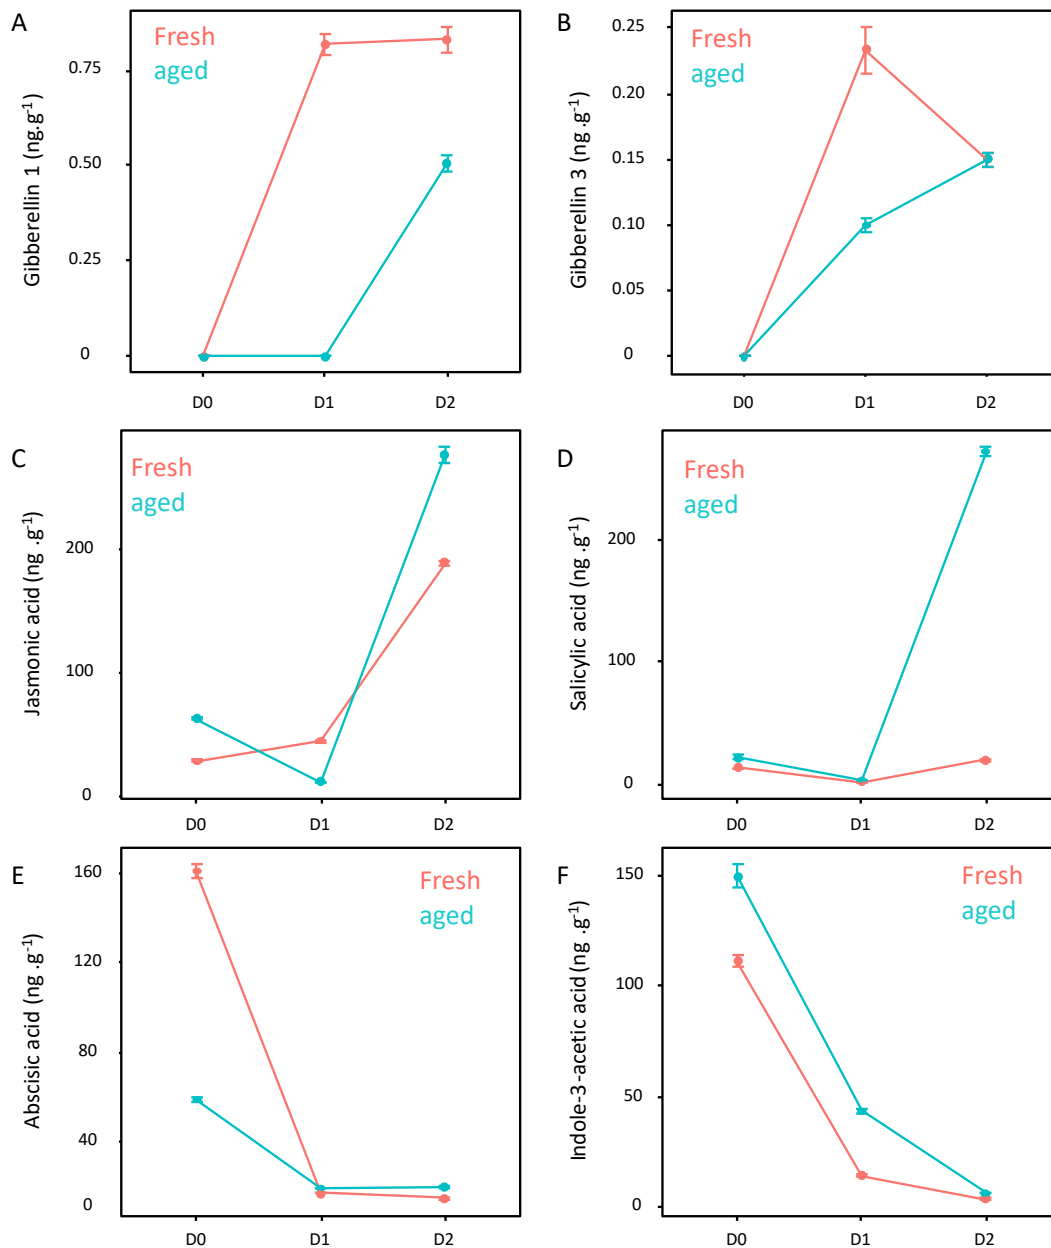 A
Fresh
aged
Gibberellin 1 (ng.g⁻¹)
0.75
0.50
0.25
0
D0 D1 D2
B
Fresh
aged
Gibberellin 3 (ng .g⁻¹)
0.25
0.20
0.15
0.10
0.05
0
D0 D1 D2
C
Fresh
aged
Jasmonic acid (ng .g⁻¹)
200
100
0
D0 D1 D2
D
Fresh
aged
Salicylic acid (ng .g⁻¹)
200
100
0
D0 D1 D2
E
Fresh
aged
Abscisic acid (ng .g⁻¹)
160
120
80
40
0
D0 D1 D2
F
Fresh
aged
Indole-3-acetic acid (ng .g⁻¹)
150
100
50
0
D0 D1 D2